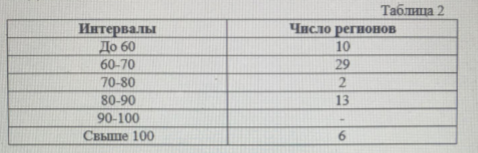 Таблица 2
Интервалы Число регионов
До 60 10
60-70 29
70-80 2
80-90 13
90-100 -
Свыше 100 6